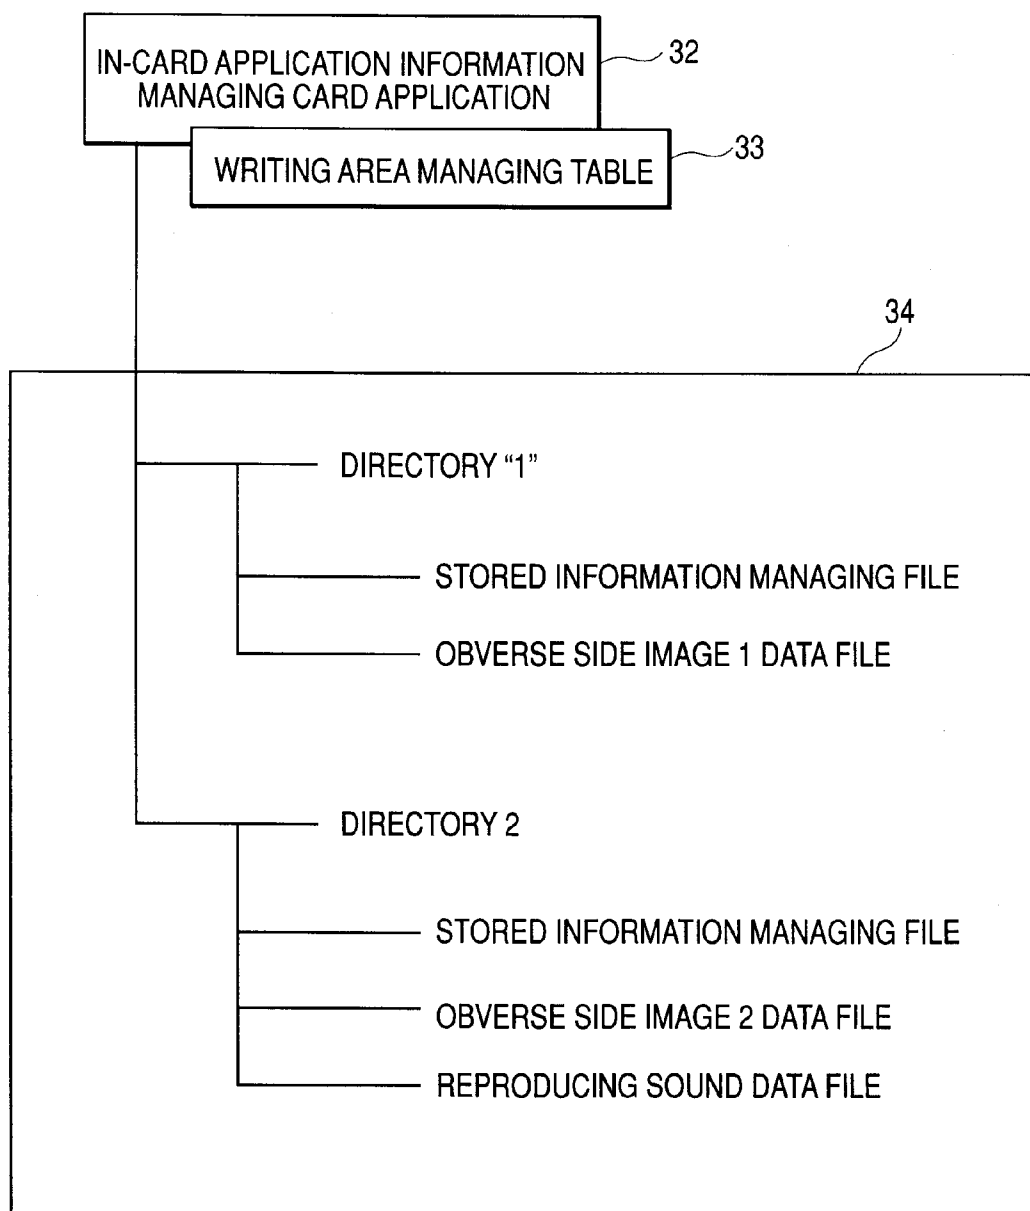 IN-CARD APPLICATION INFORMATION
MANAGING CARD APPLICATION
32
WRITING AREA MANAGING TABLE
33
34
DIRECTORY “1”
STORED INFORMATION MANAGING FILE
OBVERSE SIDE IMAGE 1 DATA FILE
DIRECTORY 2
STORED INFORMATION MANAGING FILE
OBVERSE SIDE IMAGE 2 DATA FILE
REPRODUCING SOUND DATA FILE